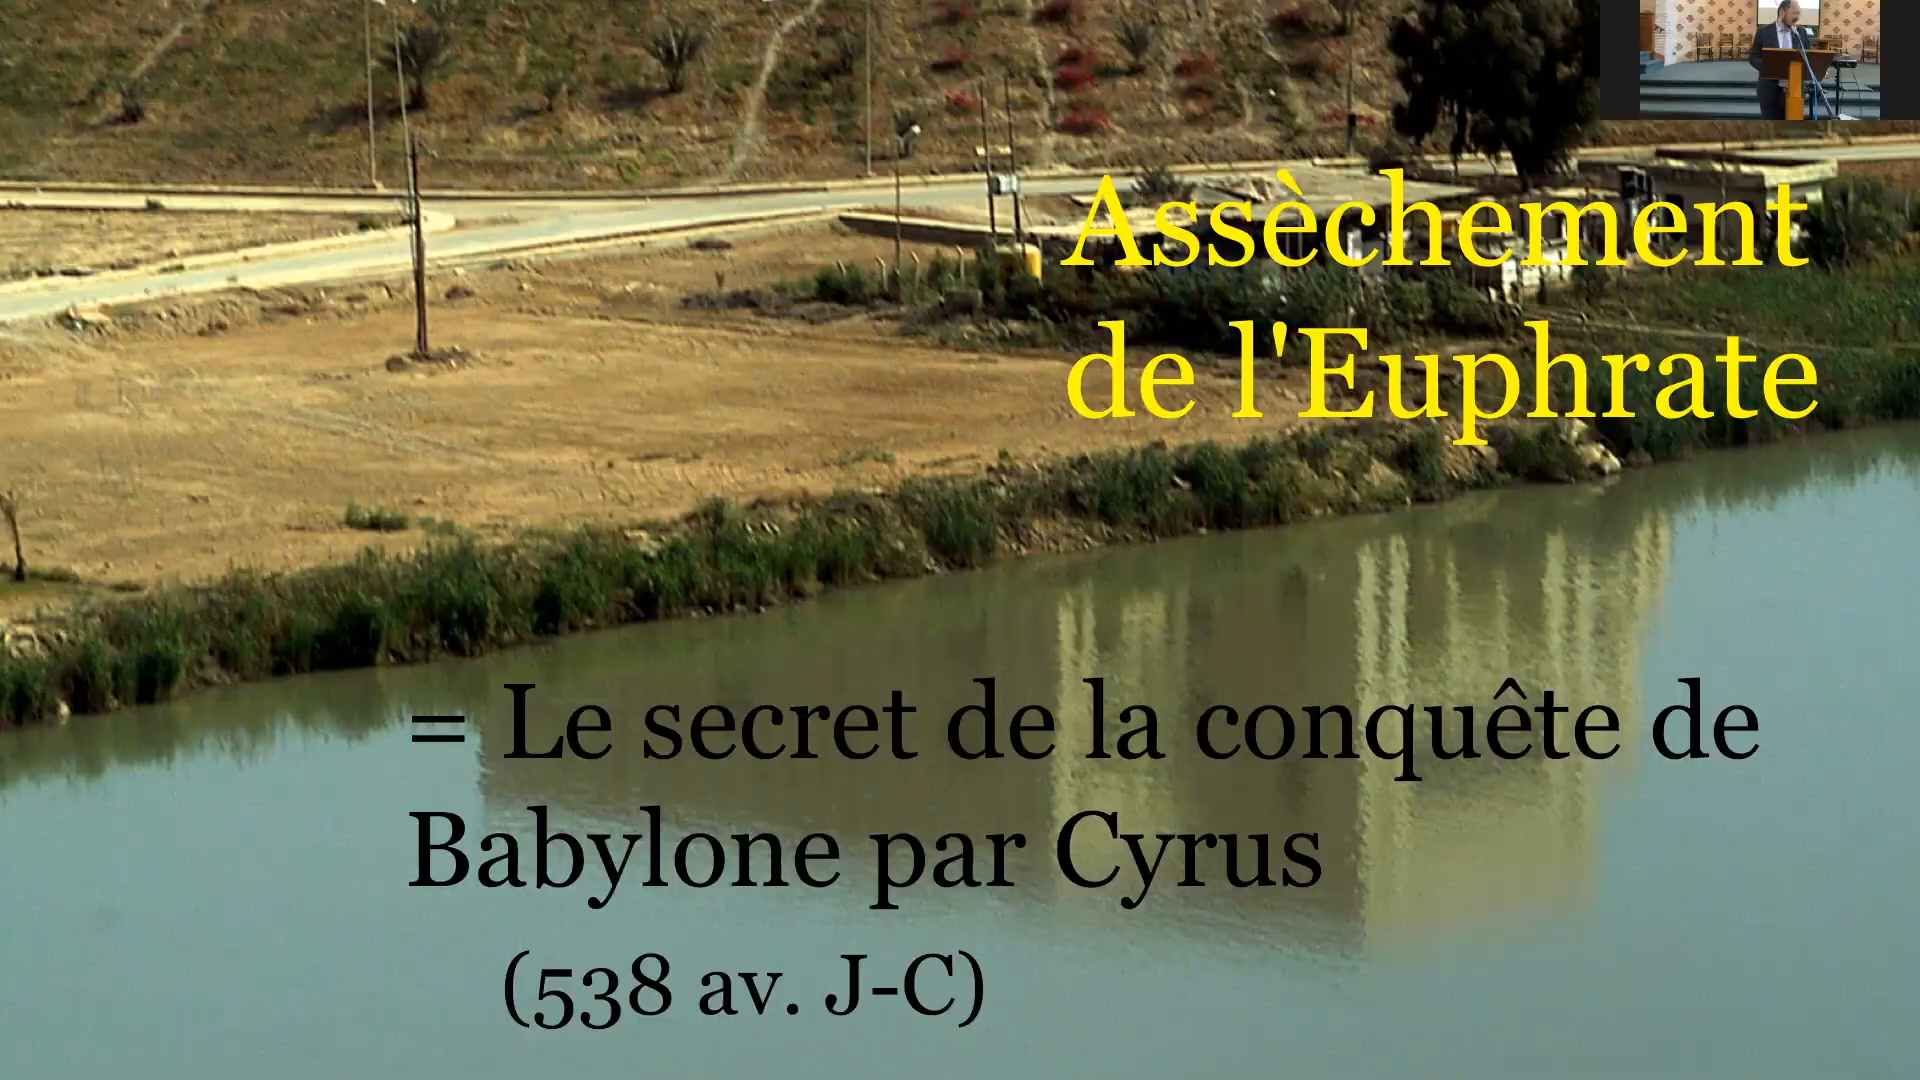 Assèchement
de l'Euphrate
= Le secret de la conquête de
Babylone par Cyrus
(538 av. J-C)